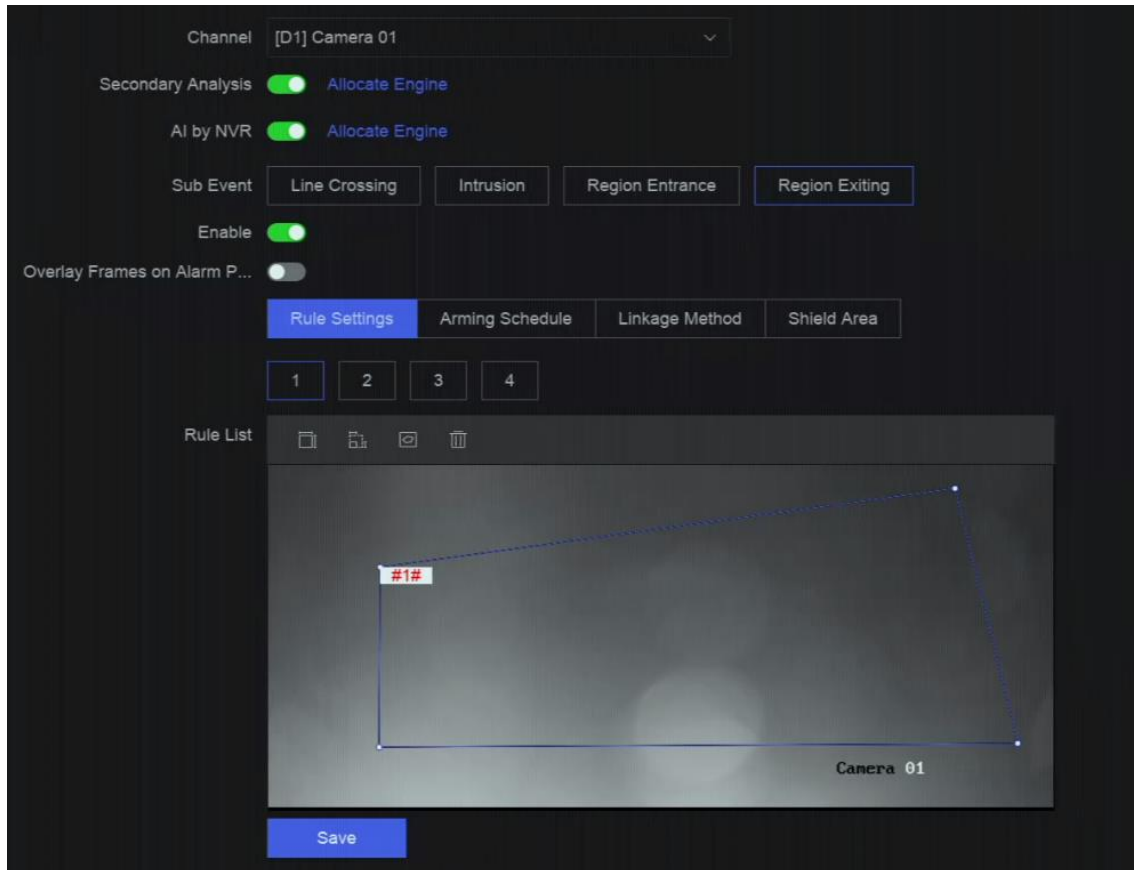 Channel [D1] Camera 01
Secondary Analysis Allocate Engine
AI by NVR Allocate Engine
Sub Event Line Crossing Intrusion Region Entrance Region Exiting
Enable
Overlay Frames on Alarm P...
Rule Settings Arming Schedule Linkage Method Shield Area
1 2 3 4
Rule List
#1#
Camera 01
Save